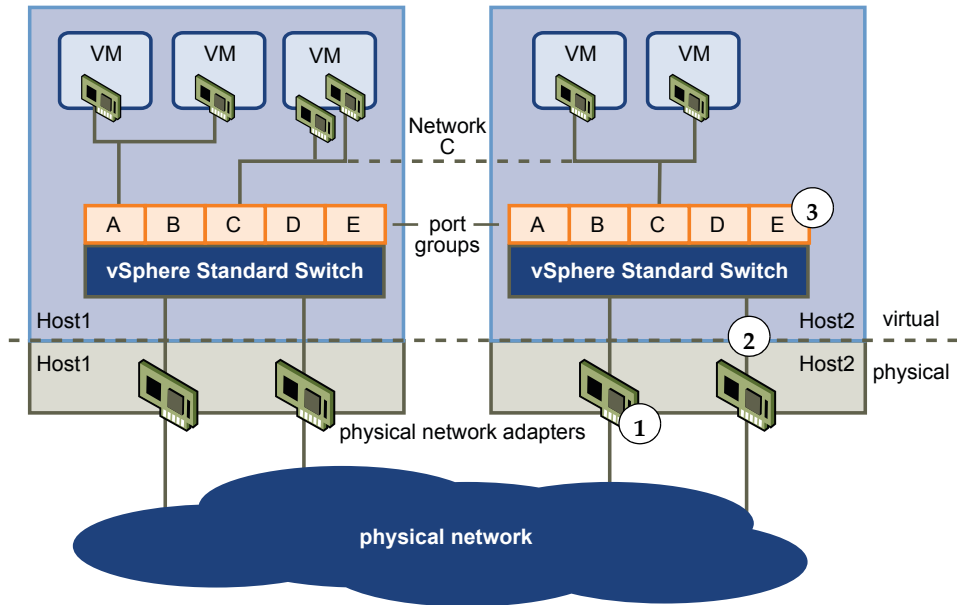 VM
VM
VM
VM
VM
Network
C
A B C D E
port
groups
A B C D E
3
vSphere Standard Switch
vSphere Standard Switch
Host1
Host2
virtual
2
Host1
Host2
physical
physical network adapters
1
physical network